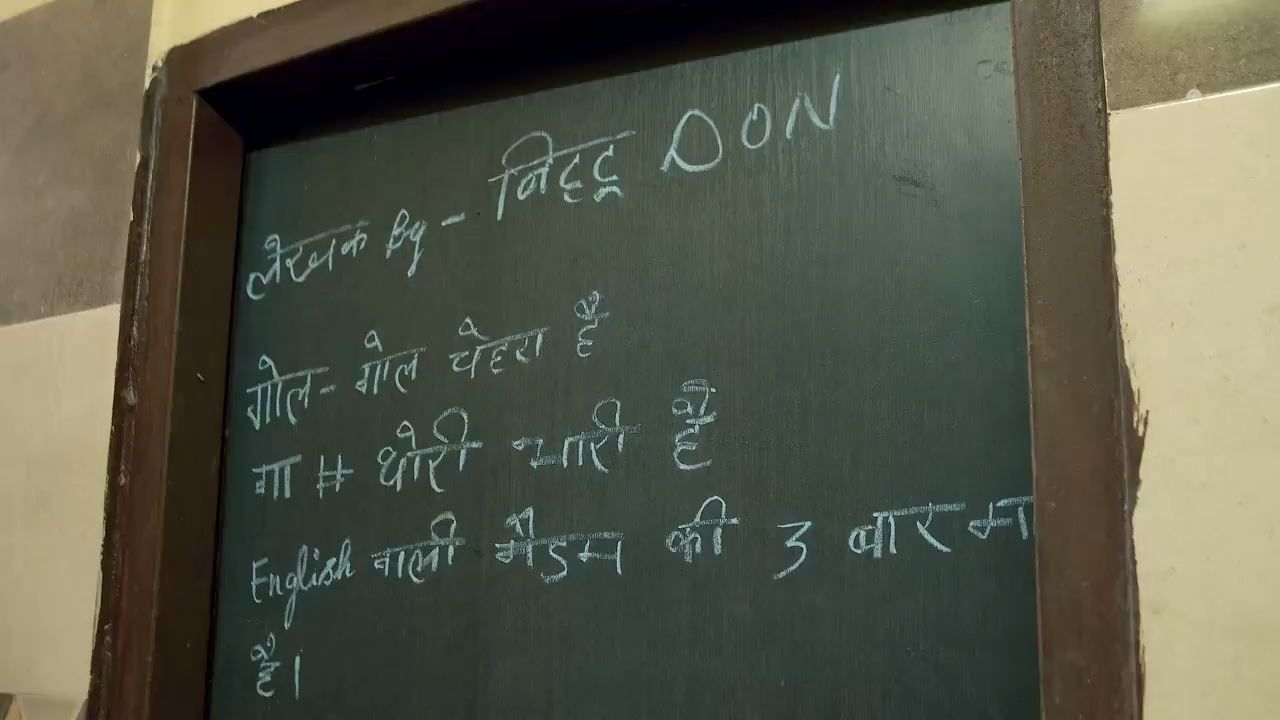 लेखक By - बिट्टू DON
गोल-गोल चेहरा है
गा # थोरी भारी है
English वाली मैडम की 3 बार
है।